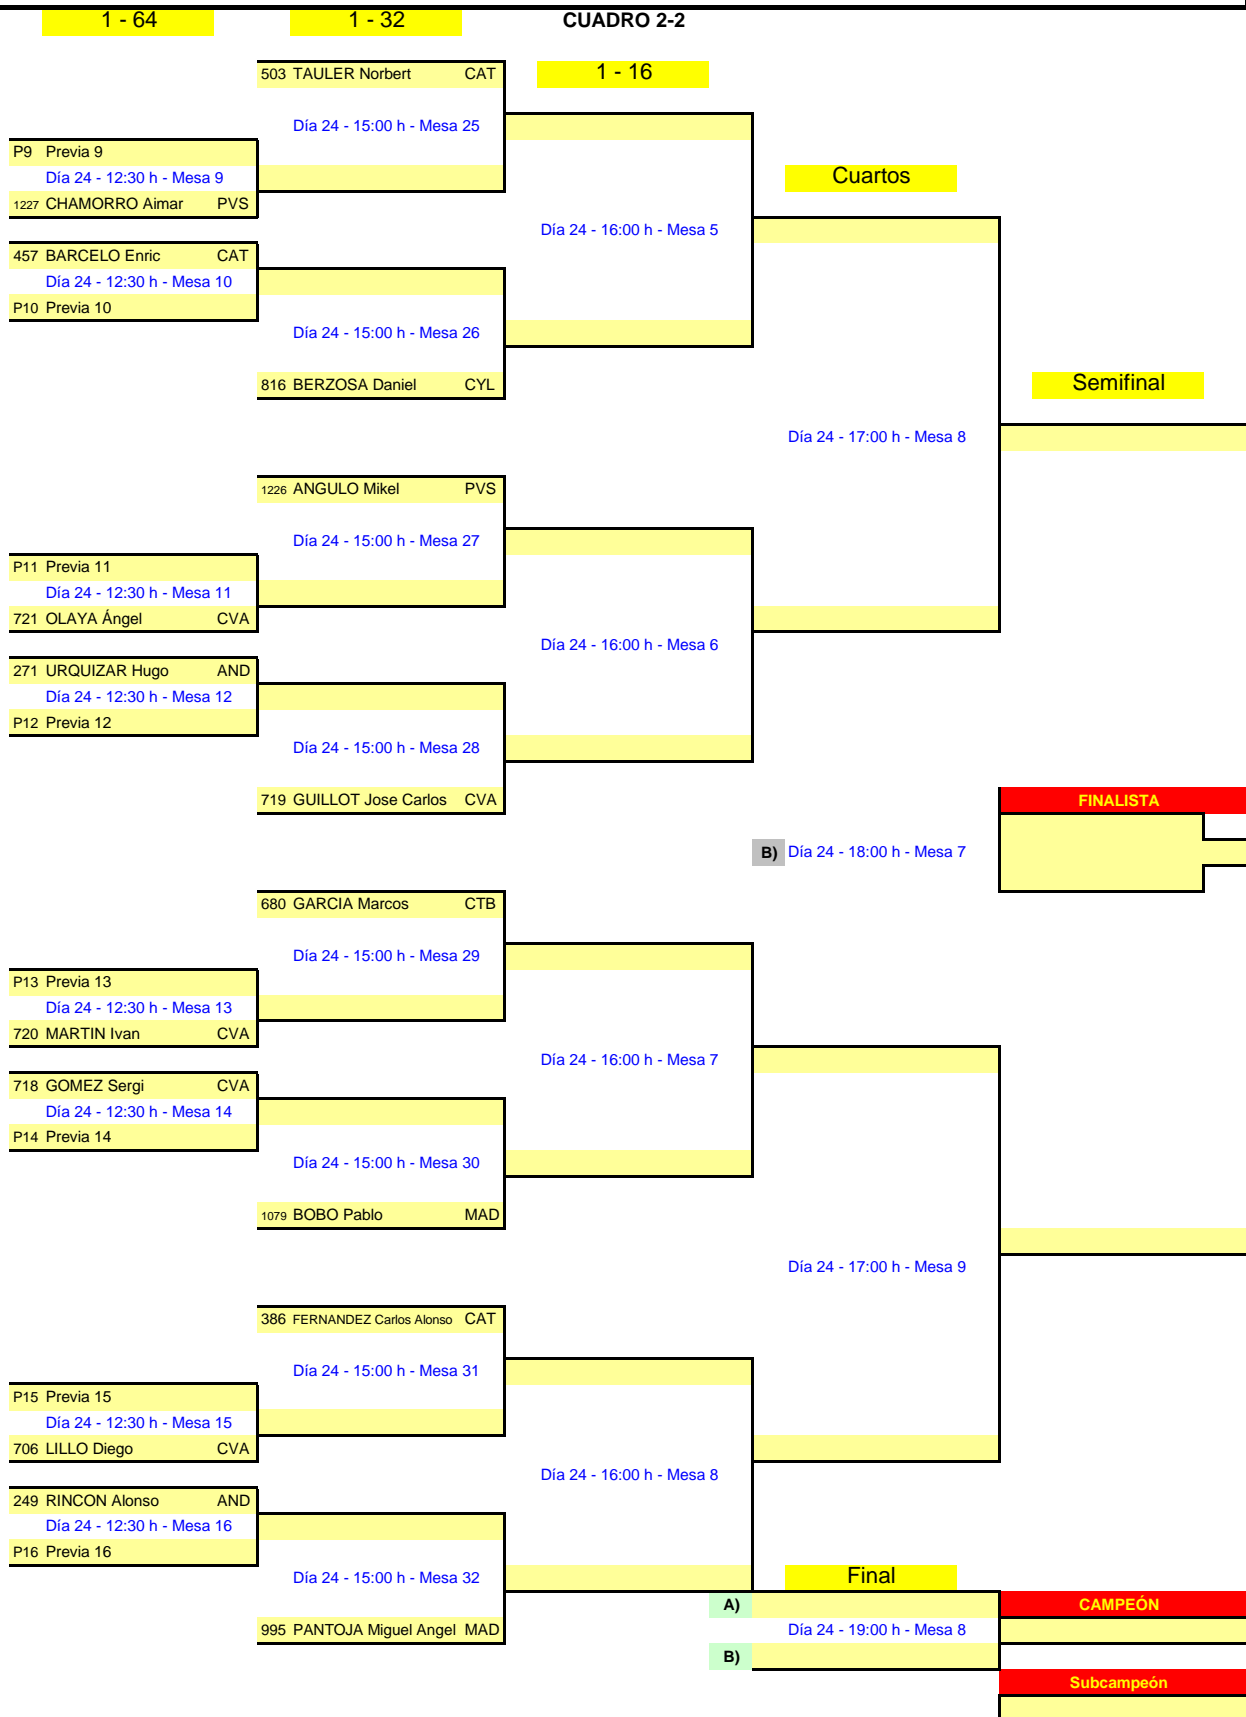 1 - 64 1 - 32 CUADRO 2-2
503 TAULER Norbert CAT 1 - 16
Día 24 - 15:00 h - Mesa 25
P9 Previa 9
Día 24 - 12:30 h - Mesa 9 Cuartos
1227 CHAMORRO Aimar PVS
Día 24 - 16:00 h - Mesa 5
457 BARCELO Enric CAT
Día 24 - 12:30 h - Mesa 10
P10 Previa 10
Día 24 - 15:00 h - Mesa 26
816 BERZOSA Daniel CYL Semifinal
Día 24 - 17:00 h - Mesa 8
1226 ANGULO Mikel PVS
Día 24 - 15:00 h - Mesa 27
P11 Previa 11
Día 24 - 12:30 h - Mesa 11
721 OLAYA Ángel CVA
Día 24 - 16:00 h - Mesa 6
271 URQUIZAR Hugo AND
Día 24 - 12:30 h - Mesa 12
P12 Previa 12
Día 24 - 15:00 h - Mesa 28
719 GUILLOT Jose Carlos CVA FINALISTA
B) Día 24 - 18:00 h - Mesa 7
680 GARCIA Marcos CTB
Día 24 - 15:00 h - Mesa 29
P13 Previa 13
Día 24 - 12:30 h - Mesa 13
720 MARTIN Ivan CVA
Día 24 - 16:00 h - Mesa 7
718 GOMEZ Sergi CVA
Día 24 - 12:30 h - Mesa 14
P14 Previa 14
Día 24 - 15:00 h - Mesa 30
1079 BOBO Pablo MAD
Día 24 - 17:00 h - Mesa 9
386 FERNANDEZ Carlos Alonso CAT
Día 24 - 15:00 h - Mesa 31
P15 Previa 15
Día 24 - 12:30 h - Mesa 15
706 LILLO Diego CVA
Día 24 - 16:00 h - Mesa 8
249 RINCON Alonso AND
Día 24 - 12:30 h - Mesa 16
P16 Previa 16
Día 24 - 15:00 h - Mesa 32 Final
A) CAMPEÓN
995 PANTOJA Miguel Angel MAD Día 24 - 19:00 h - Mesa 8
B)
Subcampeón